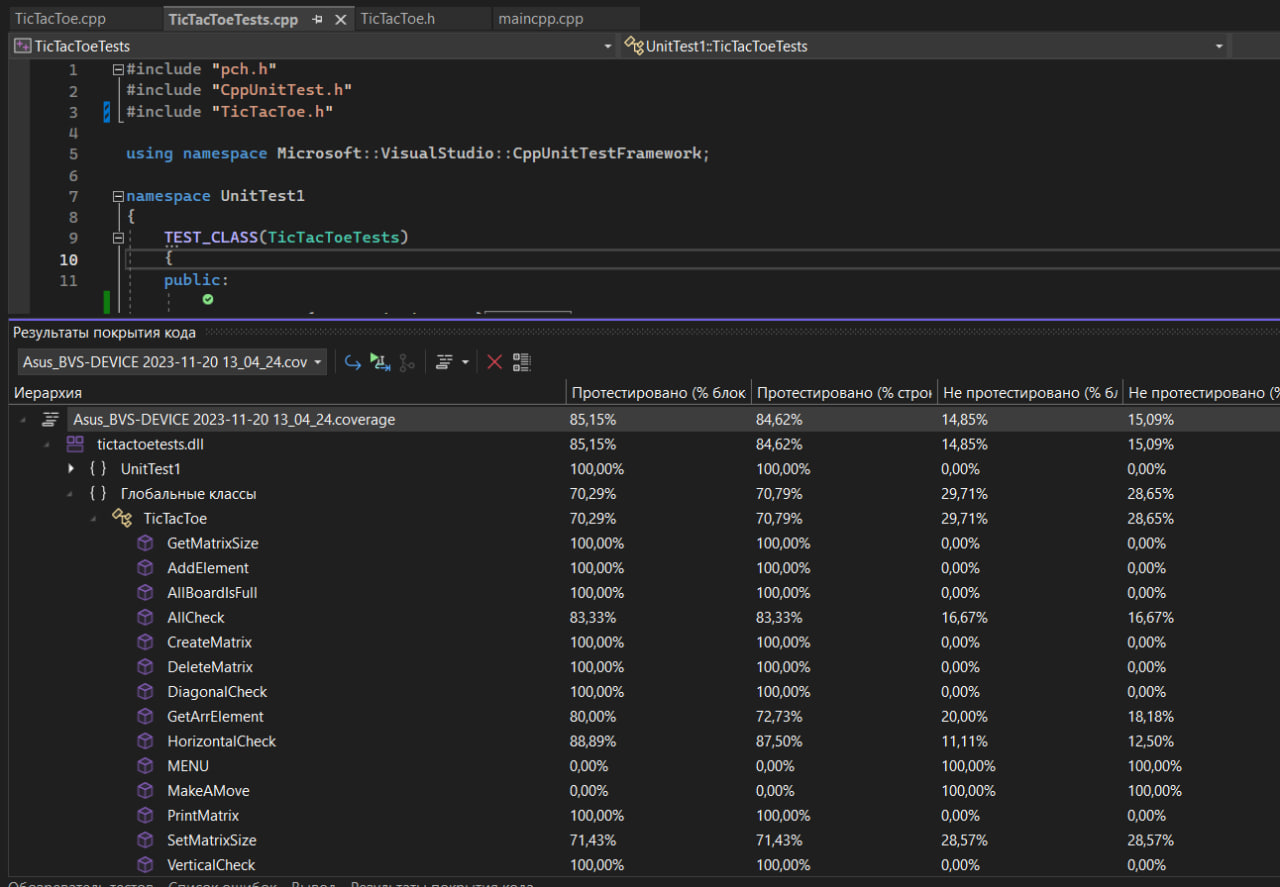 TicTacToe.cpp TicTacToeTests.cpp TicTacToe.h maincpp.cpp
TicTacToeTests UnitTest1::TicTacToeTests
1 #include "pch.h"
2 #include "CppUnitTest.h"
3 #include "TicTacToe.h"
4
5 using namespace Microsoft::VisualStudio::CppUnitTestFramework;
6
7 namespace UnitTest1
8 {
9 TEST_CLASS(TicTacToeTests)
10 {
11 public:
Результаты покрытия кода
Asus_BVS-DEVICE 2023-11-20 13_04_24.cov
Иерархия Протестировано (% блок Протестировано (% строк Не протестировано (% бл Не протестировано (%
Asus_BVS-DEVICE 2023-11-20 13_04_24.coverage 85,15% 84,62% 14,85% 15,09%
tictactoetests.dll 85,15% 84,62% 14,85% 15,09%
{ } UnitTest1 100,00% 100,00% 0,00% 0,00%
{ } Глобальные классы 70,29% 70,79% 29,71% 28,65%
TicTacToe 70,29% 70,79% 29,71% 28,65%
GetMatrixSize 100,00% 100,00% 0,00% 0,00%
AddElement 100,00% 100,00% 0,00% 0,00%
AllBoardIsFull 100,00% 100,00% 0,00% 0,00%
AllCheck 83,33% 83,33% 16,67% 16,67%
CreateMatrix 100,00% 100,00% 0,00% 0,00%
DeleteMatrix 100,00% 100,00% 0,00% 0,00%
DiagonalCheck 100,00% 100,00% 0,00% 0,00%
GetArrElement 80,00% 72,73% 20,00% 18,18%
HorizontalCheck 88,89% 87,50% 11,11% 12,50%
MENU 0,00% 0,00% 100,00% 100,00%
MakeAMove 0,00% 0,00% 100,00% 100,00%
PrintMatrix 100,00% 100,00% 0,00% 0,00%
SetMatrixSize 71,43% 71,43% 28,57% 28,57%
VerticalCheck 100,00% 100,00% 0,00% 0,00%
Обозреватель тестов Список ошибок Вывод Результаты покрытия кода